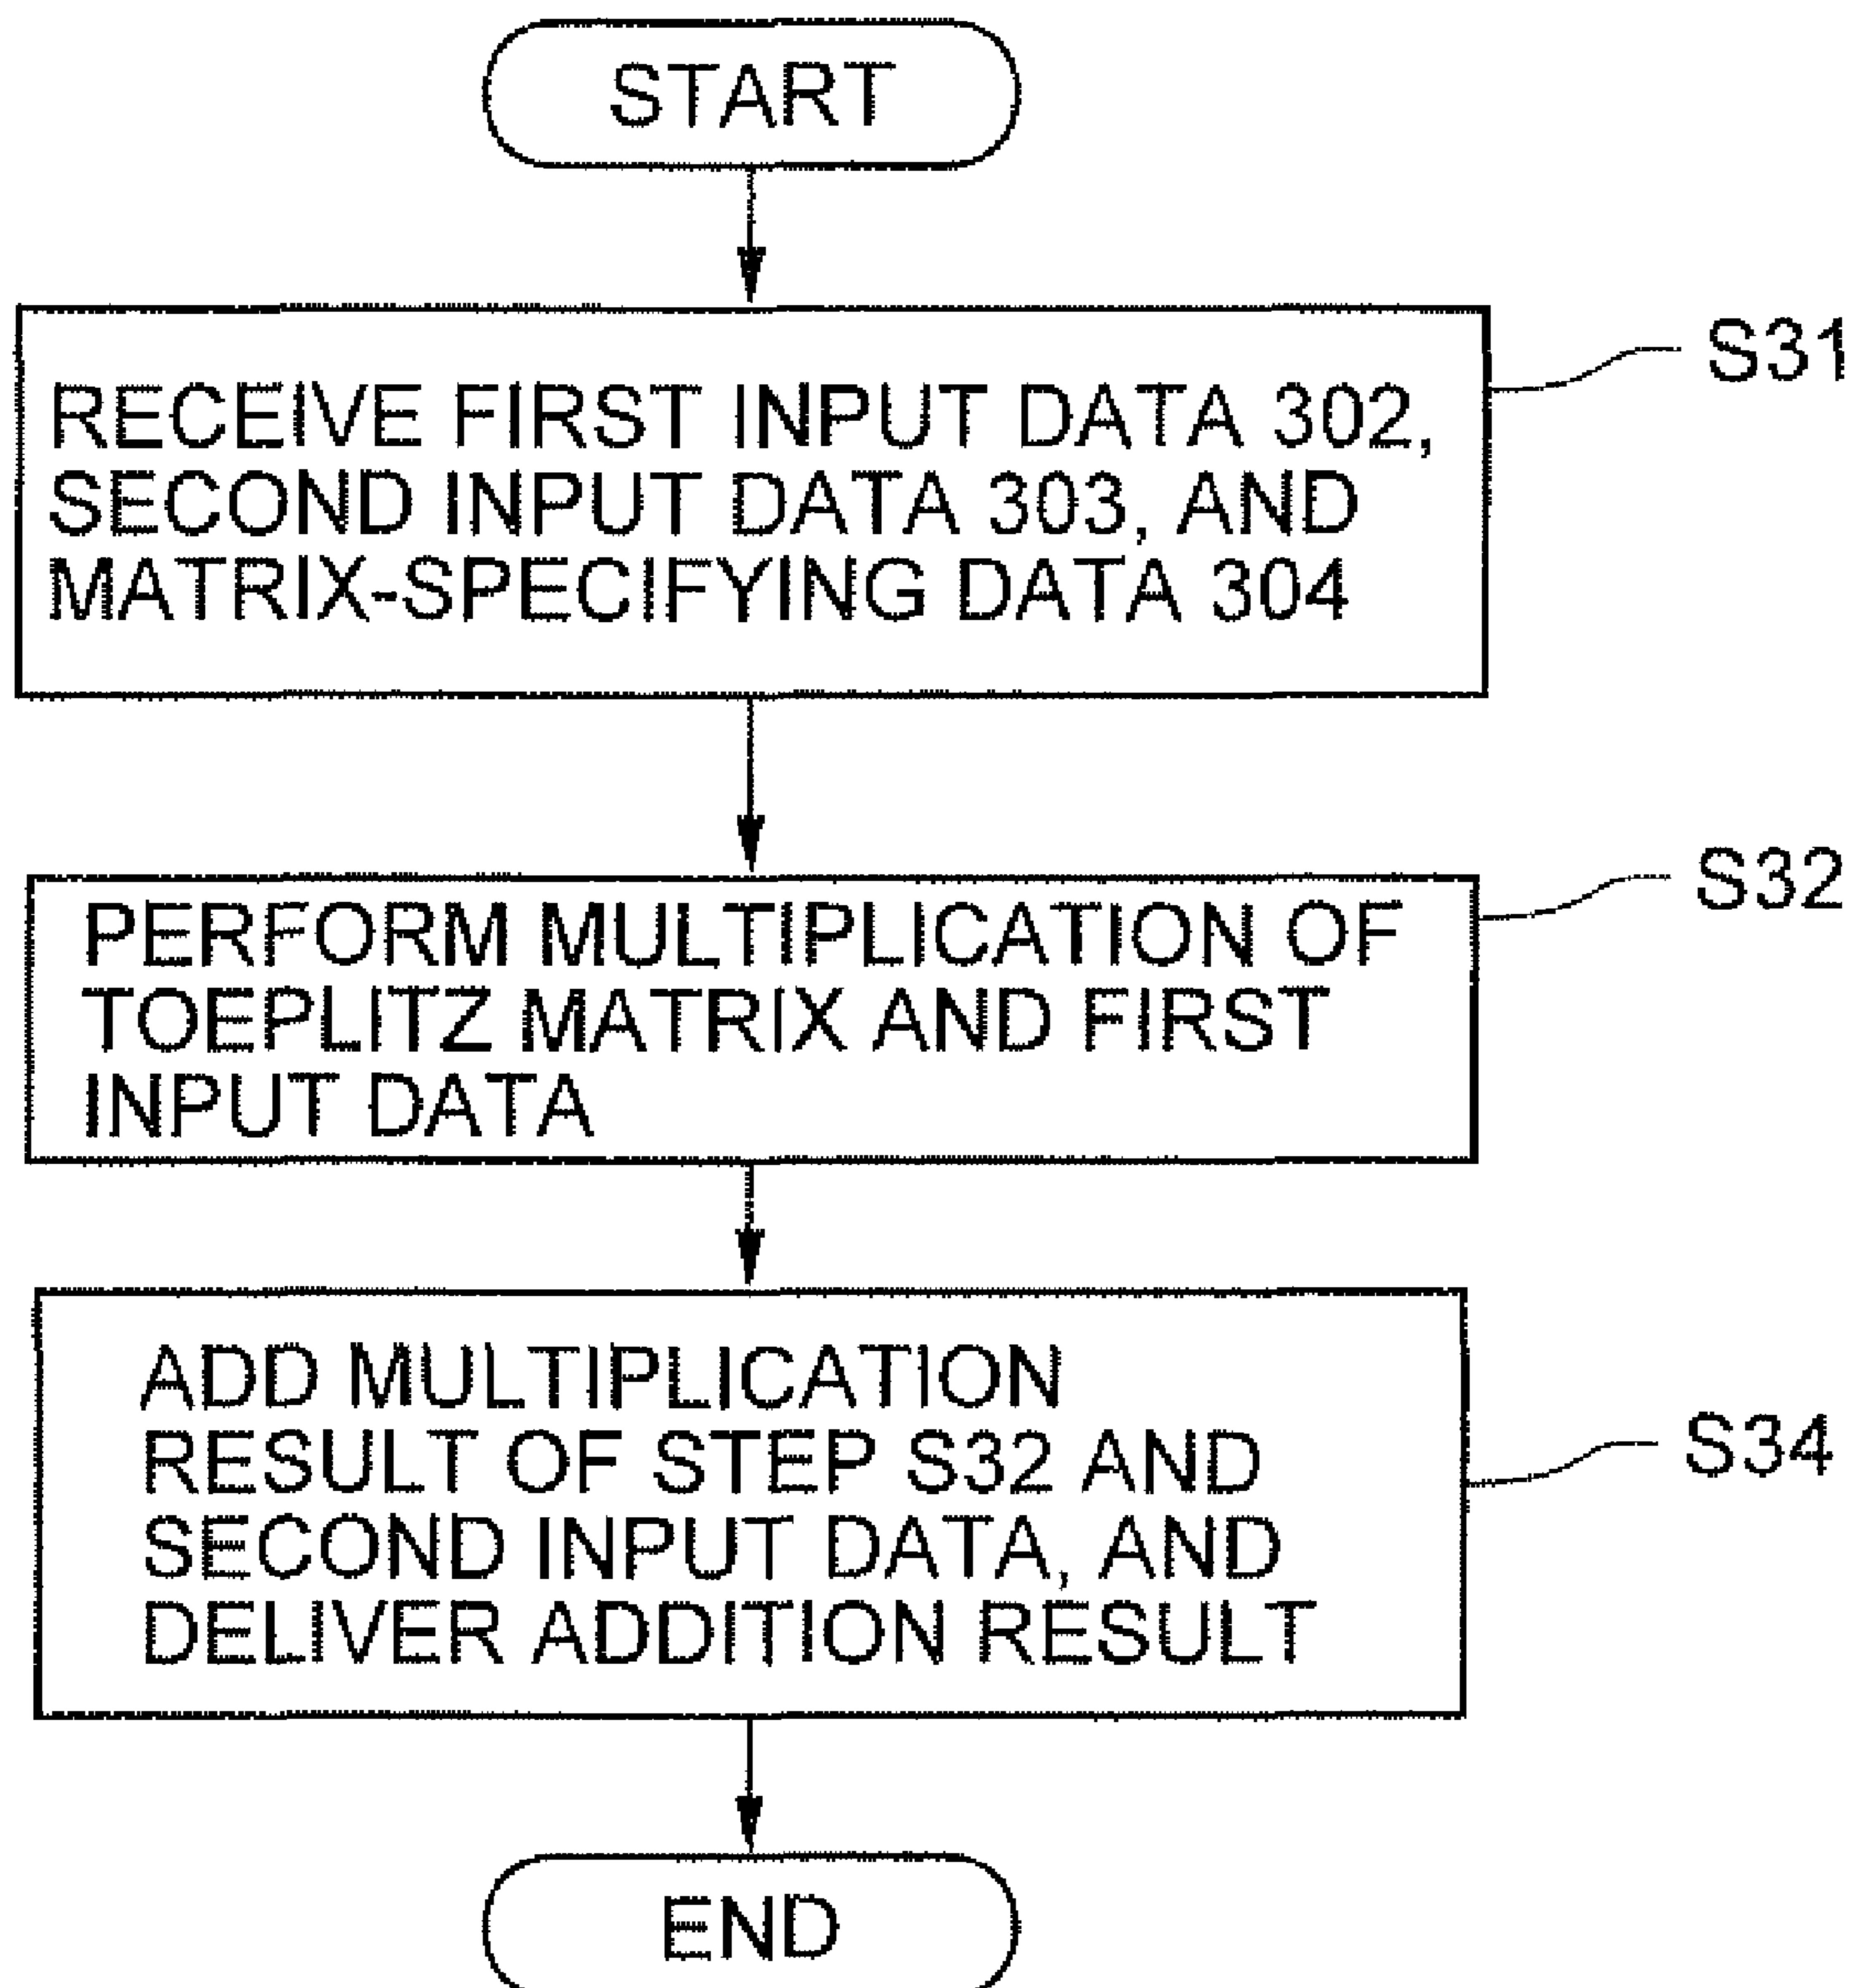 START
S31
RECEIVE FIRST INPUT DATA 302,
SECOND INPUT DATA 303, AND
MATRIX-SPECIFYING DATA 304
S32
PERFORM MULTIPLICATION OF
TOEPLITZ MATRIX AND FIRST
INPUT DATA
ADD MULTIPLICATION
RESULT OF STEP S32 AND
S34
SECOND INPUT DATA, AND
DELIVER ADDITION RESULT
END